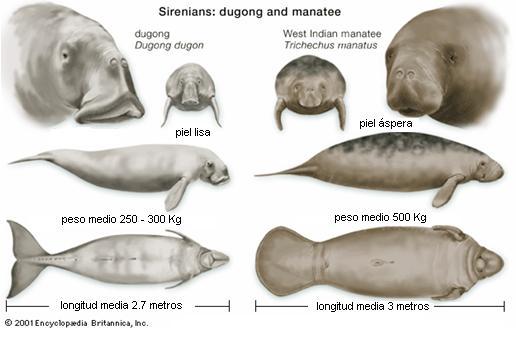 Sirenians: dugong and manatee
dugong
Dugong dugon
West Indian manatee
Trichechus manatus
piel lisa
piel áspera
peso medio 250 - 300 Kg
peso medio 500 Kg
longitud media 2.7 metros
longitud media 3 metros
© 2001 Encyclopædia Britannica, Inc.